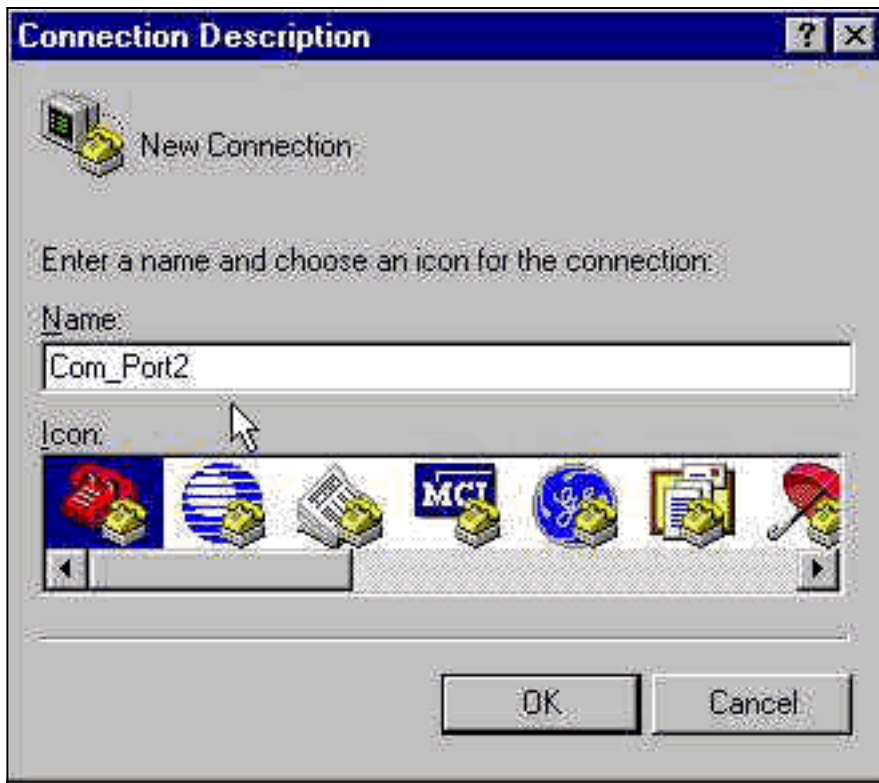 Connection Description
New Connection
Enter a name and choose an icon for the connection:
Name:
Com_Port2
Icon:
MCI
OK
Cancel